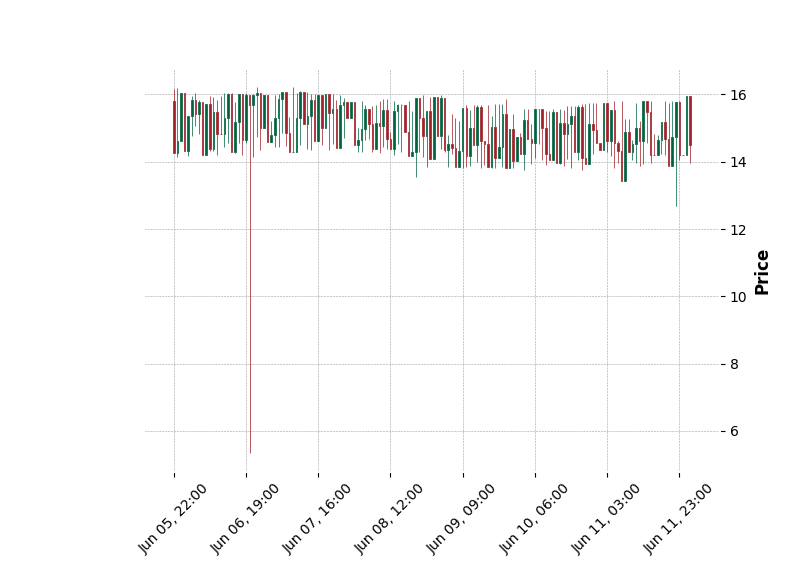 16
14
12
10
8
6
Price
Jun 05, 22:00
Jun 06, 19:00
Jun 07, 16:00
Jun 08, 12:00
Jun 09, 09:00
Jun 10, 06:00
Jun 11, 03:00
Jun 11, 23:00